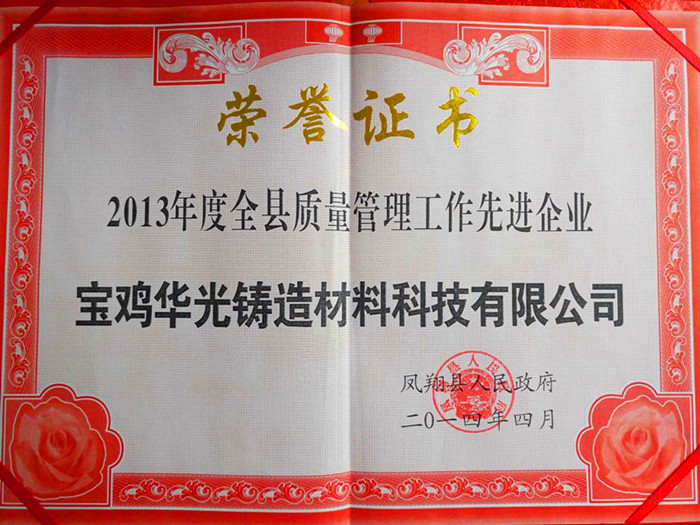 荣誉证书
2013年度全县质量管理工作先进企业
宝鸡华光铸造材料科技有限公司
凤翔县人民政府
二〇一四年四月